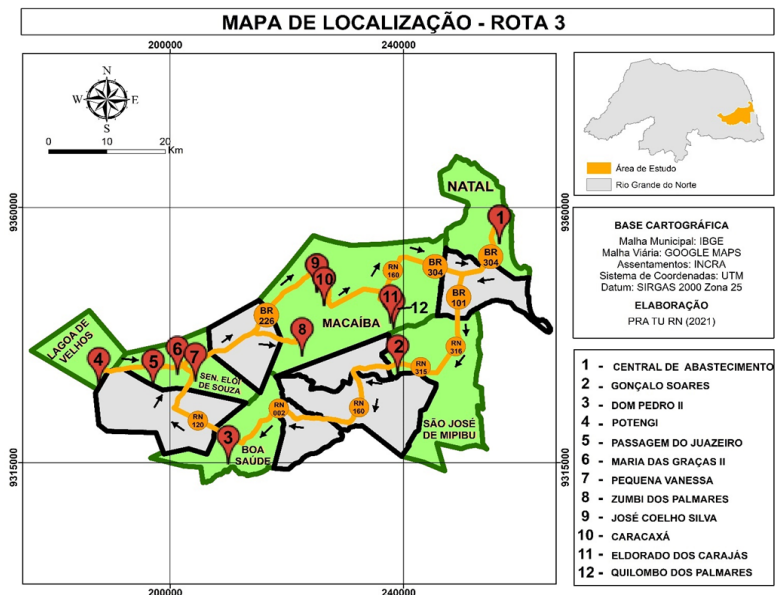 MAPA DE LOCALIZAÇÃO - ROTA 3
200000
240000
N
W
E
S
0
10
20
Km
9360000
9360000
NATAL
1
BR
304
BR
304
RN
160
9
10
11
12
MACAÍBA
BR
101
BR
226
8
LAGOA DE
VELHOS
4
5
6
7
SEN. ELÓI
DE SOUZA
2
RN
316
RN
315
RN
002
RN
160
RN
120
3
BOA
SAÚDE
SÃO JOSÉ
DE MIPIBU
9315000
9315000
200000
240000
Área de Estudo
Rio Grande do Norte
BASE CARTOGRÁFICA
Malha Municipal: IBGE
Malha Viária: GOOGLE MAPS
Assentamentos: INCRA
Sistema de Coordenadas: UTM
Datum: SIRGAS 2000 Zona 25
ELABORAÇÃO
PRA TU RN (2021)
1 - CENTRAL DE ABASTECIMENTO
2 - GONÇALO SOARES
3 - DOM PEDRO II
4 - POTENGI
5 - PASSAGEM DO JUAZEIRO
6 - MARIA DAS GRAÇAS II
7 - PEQUENA VANESSA
8 - ZUMBI DOS PALMARES
9 - JOSÉ COELHO SILVA
10 - CARACAXÁ
11 - ELDORADO DOS CARAJÁS
12 - QUILOMBO DOS PALMARES